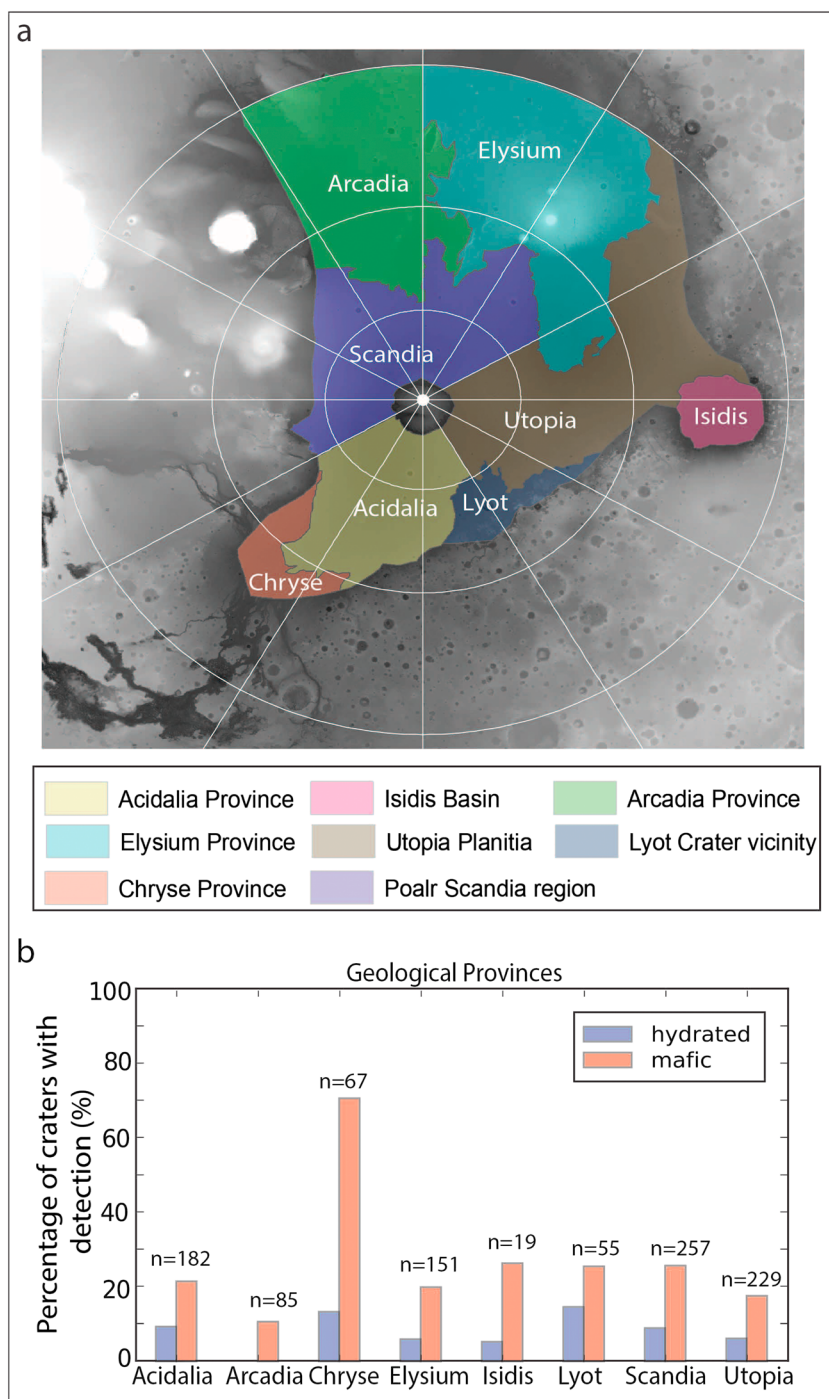 a
Elysium
Arcadia
Scandia
Utopia
Isidis
Lyot
Acidalia
Chryse
Acidalia Province
Isidis Basin
Arcadia Province
Elysium Province
Utopia Planitia
Lyot Crater vicinity
Chryse Province
Poalr Scandia region
b
Geological Provinces
Percentage of craters with
detection (%)
100
80
60
40
20
0
hydrated
mafic
n=182
n=85
n=67
n=151
n=19
n=55
n=257
n=229
Acidalia
Arcadia
Chryse
Elysium
Isidis
Lyot
Scandia
Utopia